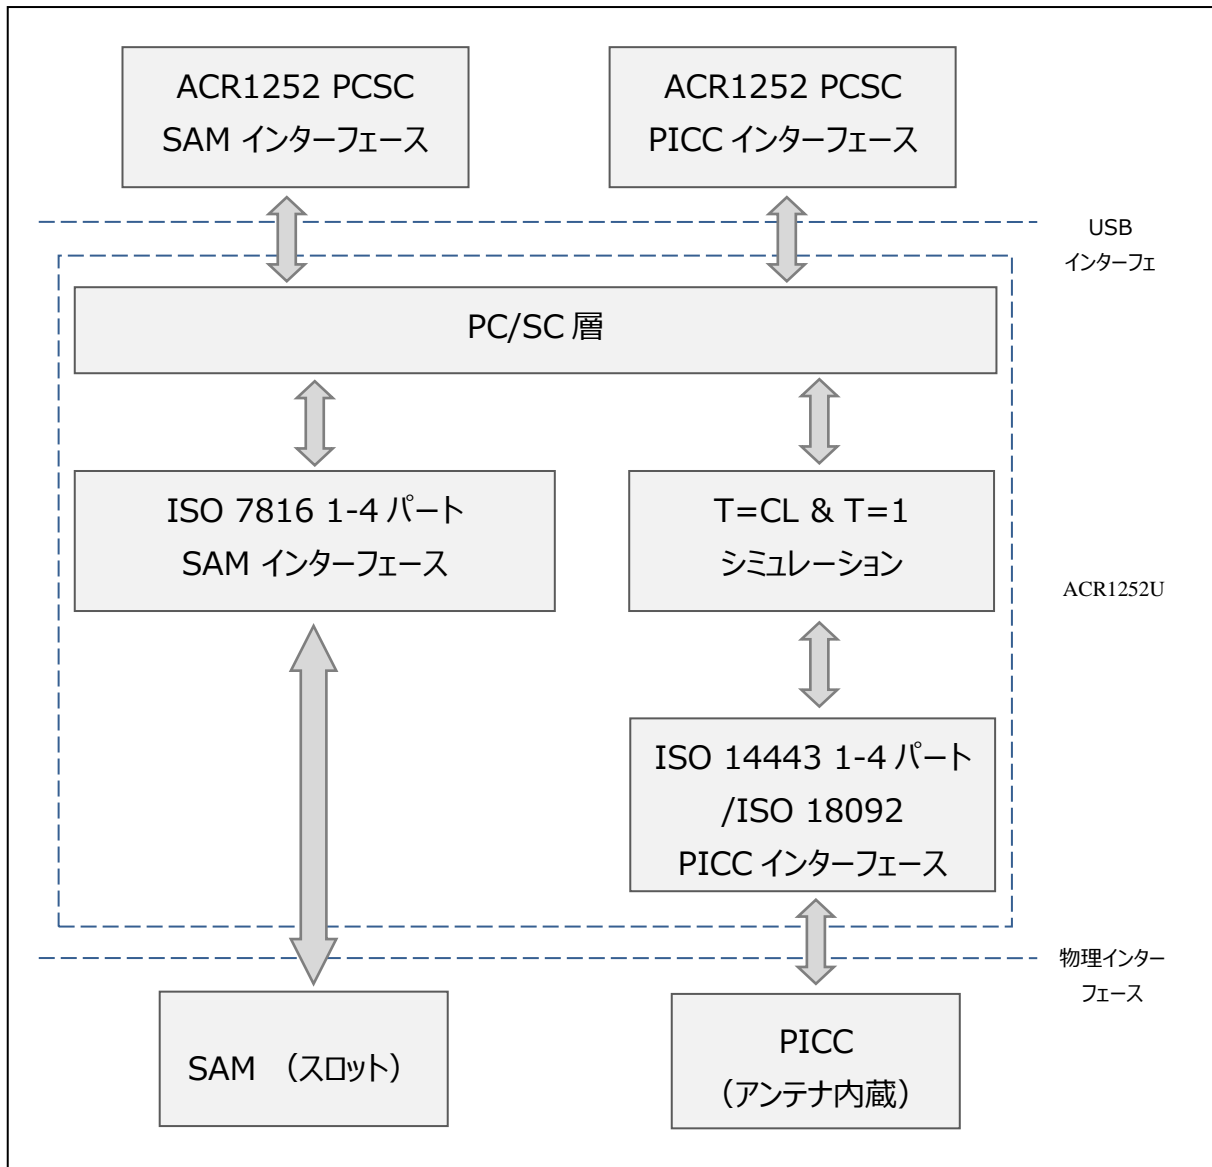 ACR1252 PCSC
SAM インターフェース
ACR1252 PCSC
PICC インターフェース
USB
インターフェ
PC/SC 層
ISO 7816 1-4 パート
SAM インターフェース
T=CL & T=1
シミュレーション
ACR1252U
ISO 14443 1-4 パート
/ISO 18092
PICC インターフェース
物理インター
フェース
SAM （スロット）
PICC
（アンテナ内蔵）